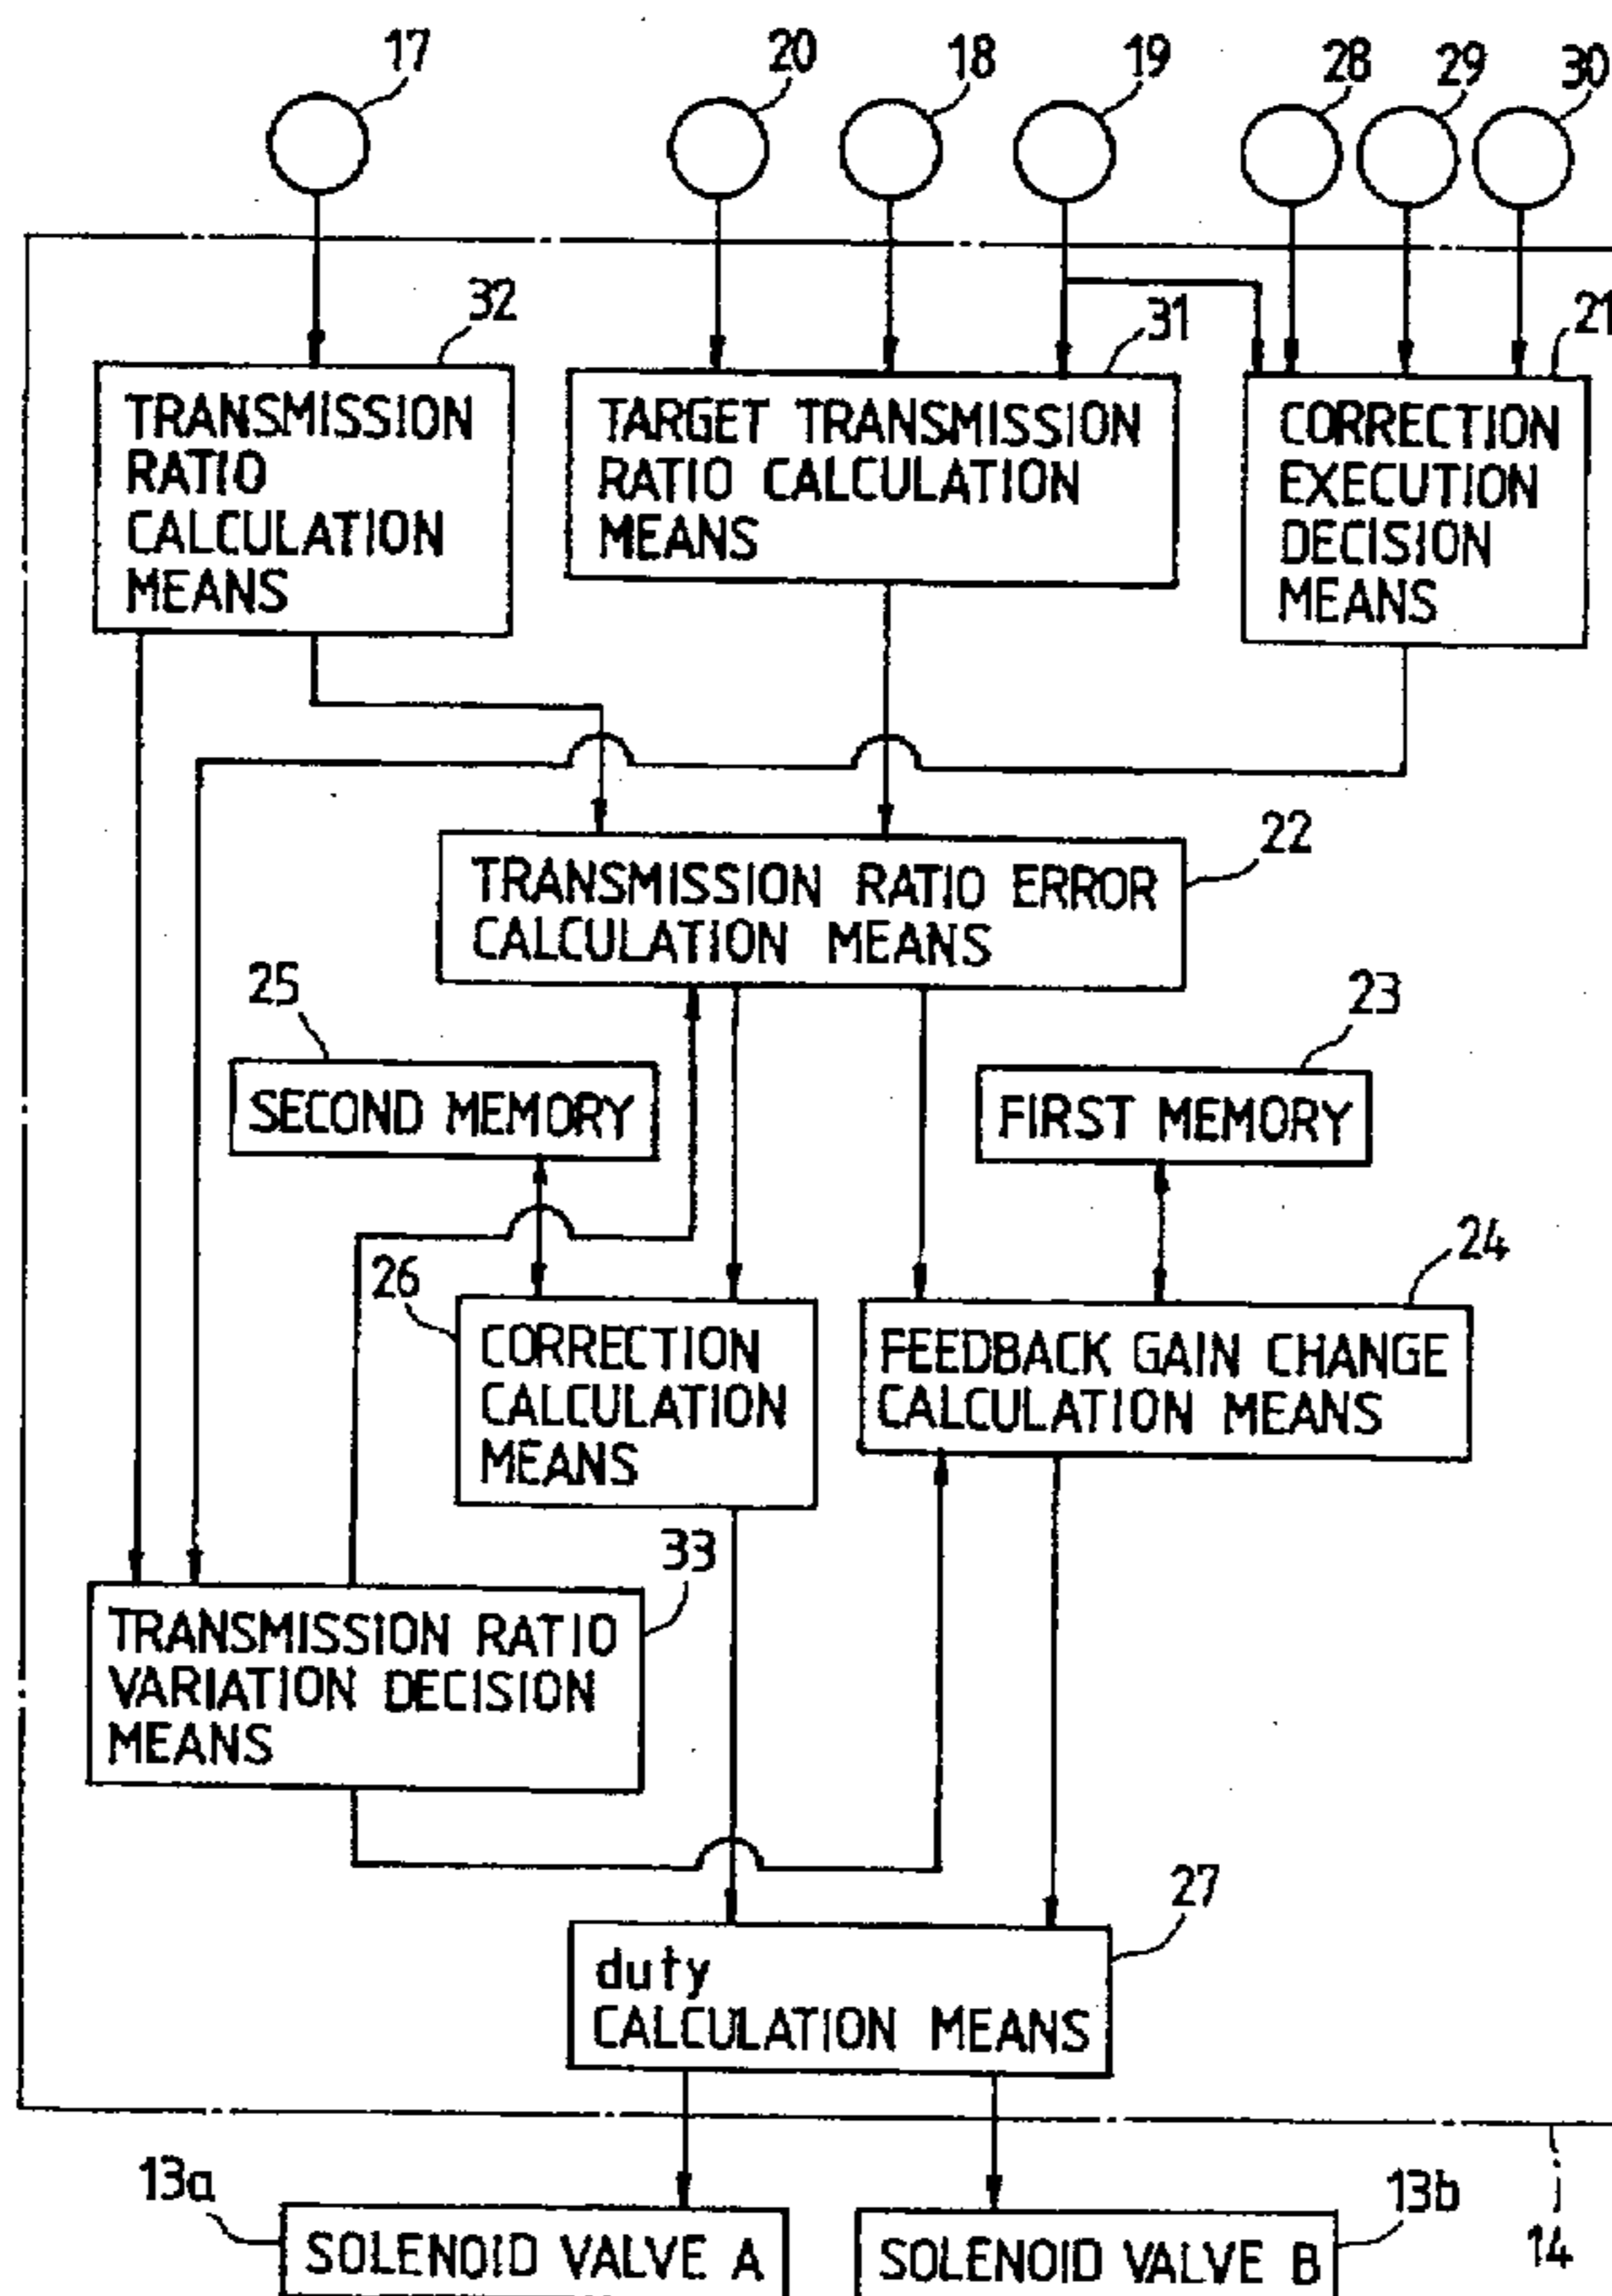 17
20
18
19
28
29
30
32
31
21
TRANSMISSION
RATIO
CALCULATION
MEANS
TARGET TRANSMISSION
RATIO CALCULATION
MEANS
CORRECTION
EXECUTION
DECISION
MEANS
22
TRANSMISSION RATIO ERROR
CALCULATION MEANS
25
23
SECOND MEMORY
FIRST MEMORY
24
26
CORRECTION
CALCULATION
MEANS
FEEDBACK GAIN CHANGE
CALCULATION MEANS
33
TRANSMISSION RATIO
VARIATION DECISION
MEANS
27
duty
CALCULATION MEANS
13a
13b
14
SOLENOID VALVE A
SOLENOID VALVE B